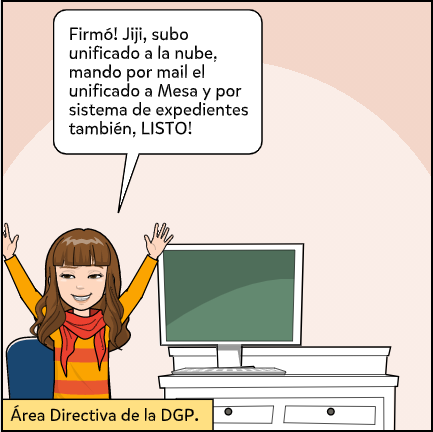 Firmó! Jiji, subo
unificado a la nube,
mando por mail el
unificado a Mesa y por
sistema de expedientes
también, LISTO!
Área Directiva de la DGP.